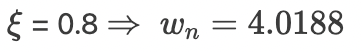 ξ = 0.8 ⇒ wₙ = 4.0188